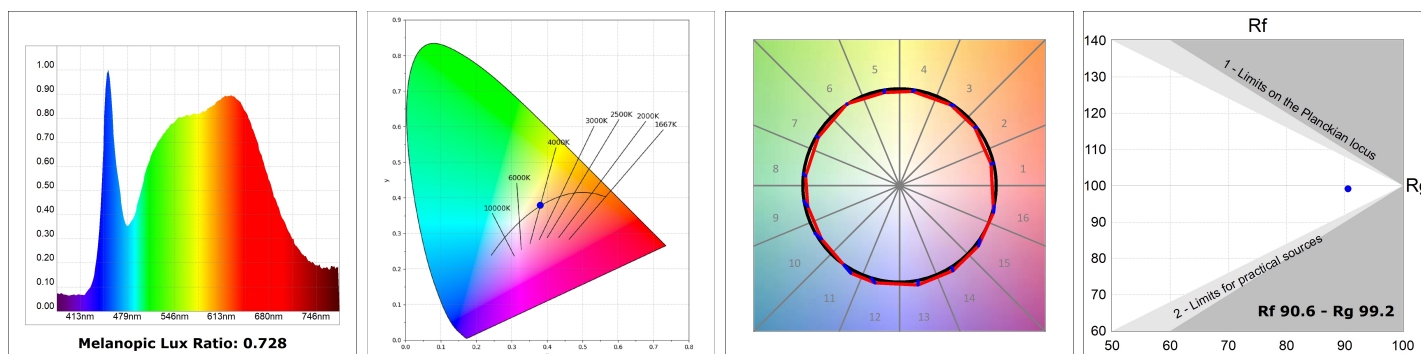 1.00
0.90
0.80
0.70
0.60
0.50
0.40
0.30
0.20
0.10
0.00
413nm 479nm 546nm 613nm 680nm 746nm
Melanopic Lux Ratio: 0.728
0.9
0.8
0.7
0.6
0.5
0.4
0.3
0.2
0.1
0.0
y
0.0 0.1 0.2 0.3 0.4 0.5 0.6 0.7 0.8
10000K
6000K
4000K
3000K
2500K
2000K
1667K
1
2
3
4
5
6
7
8
9
10
11
12
13
14
15
16
Rf
140
130
120
110
100
90
80
70
60
50 60 70 80 90 100
Rg
1 - Limits on the Planckian locus
2 - Limits for practical sources
Rf 90.6 - Rg 99.2